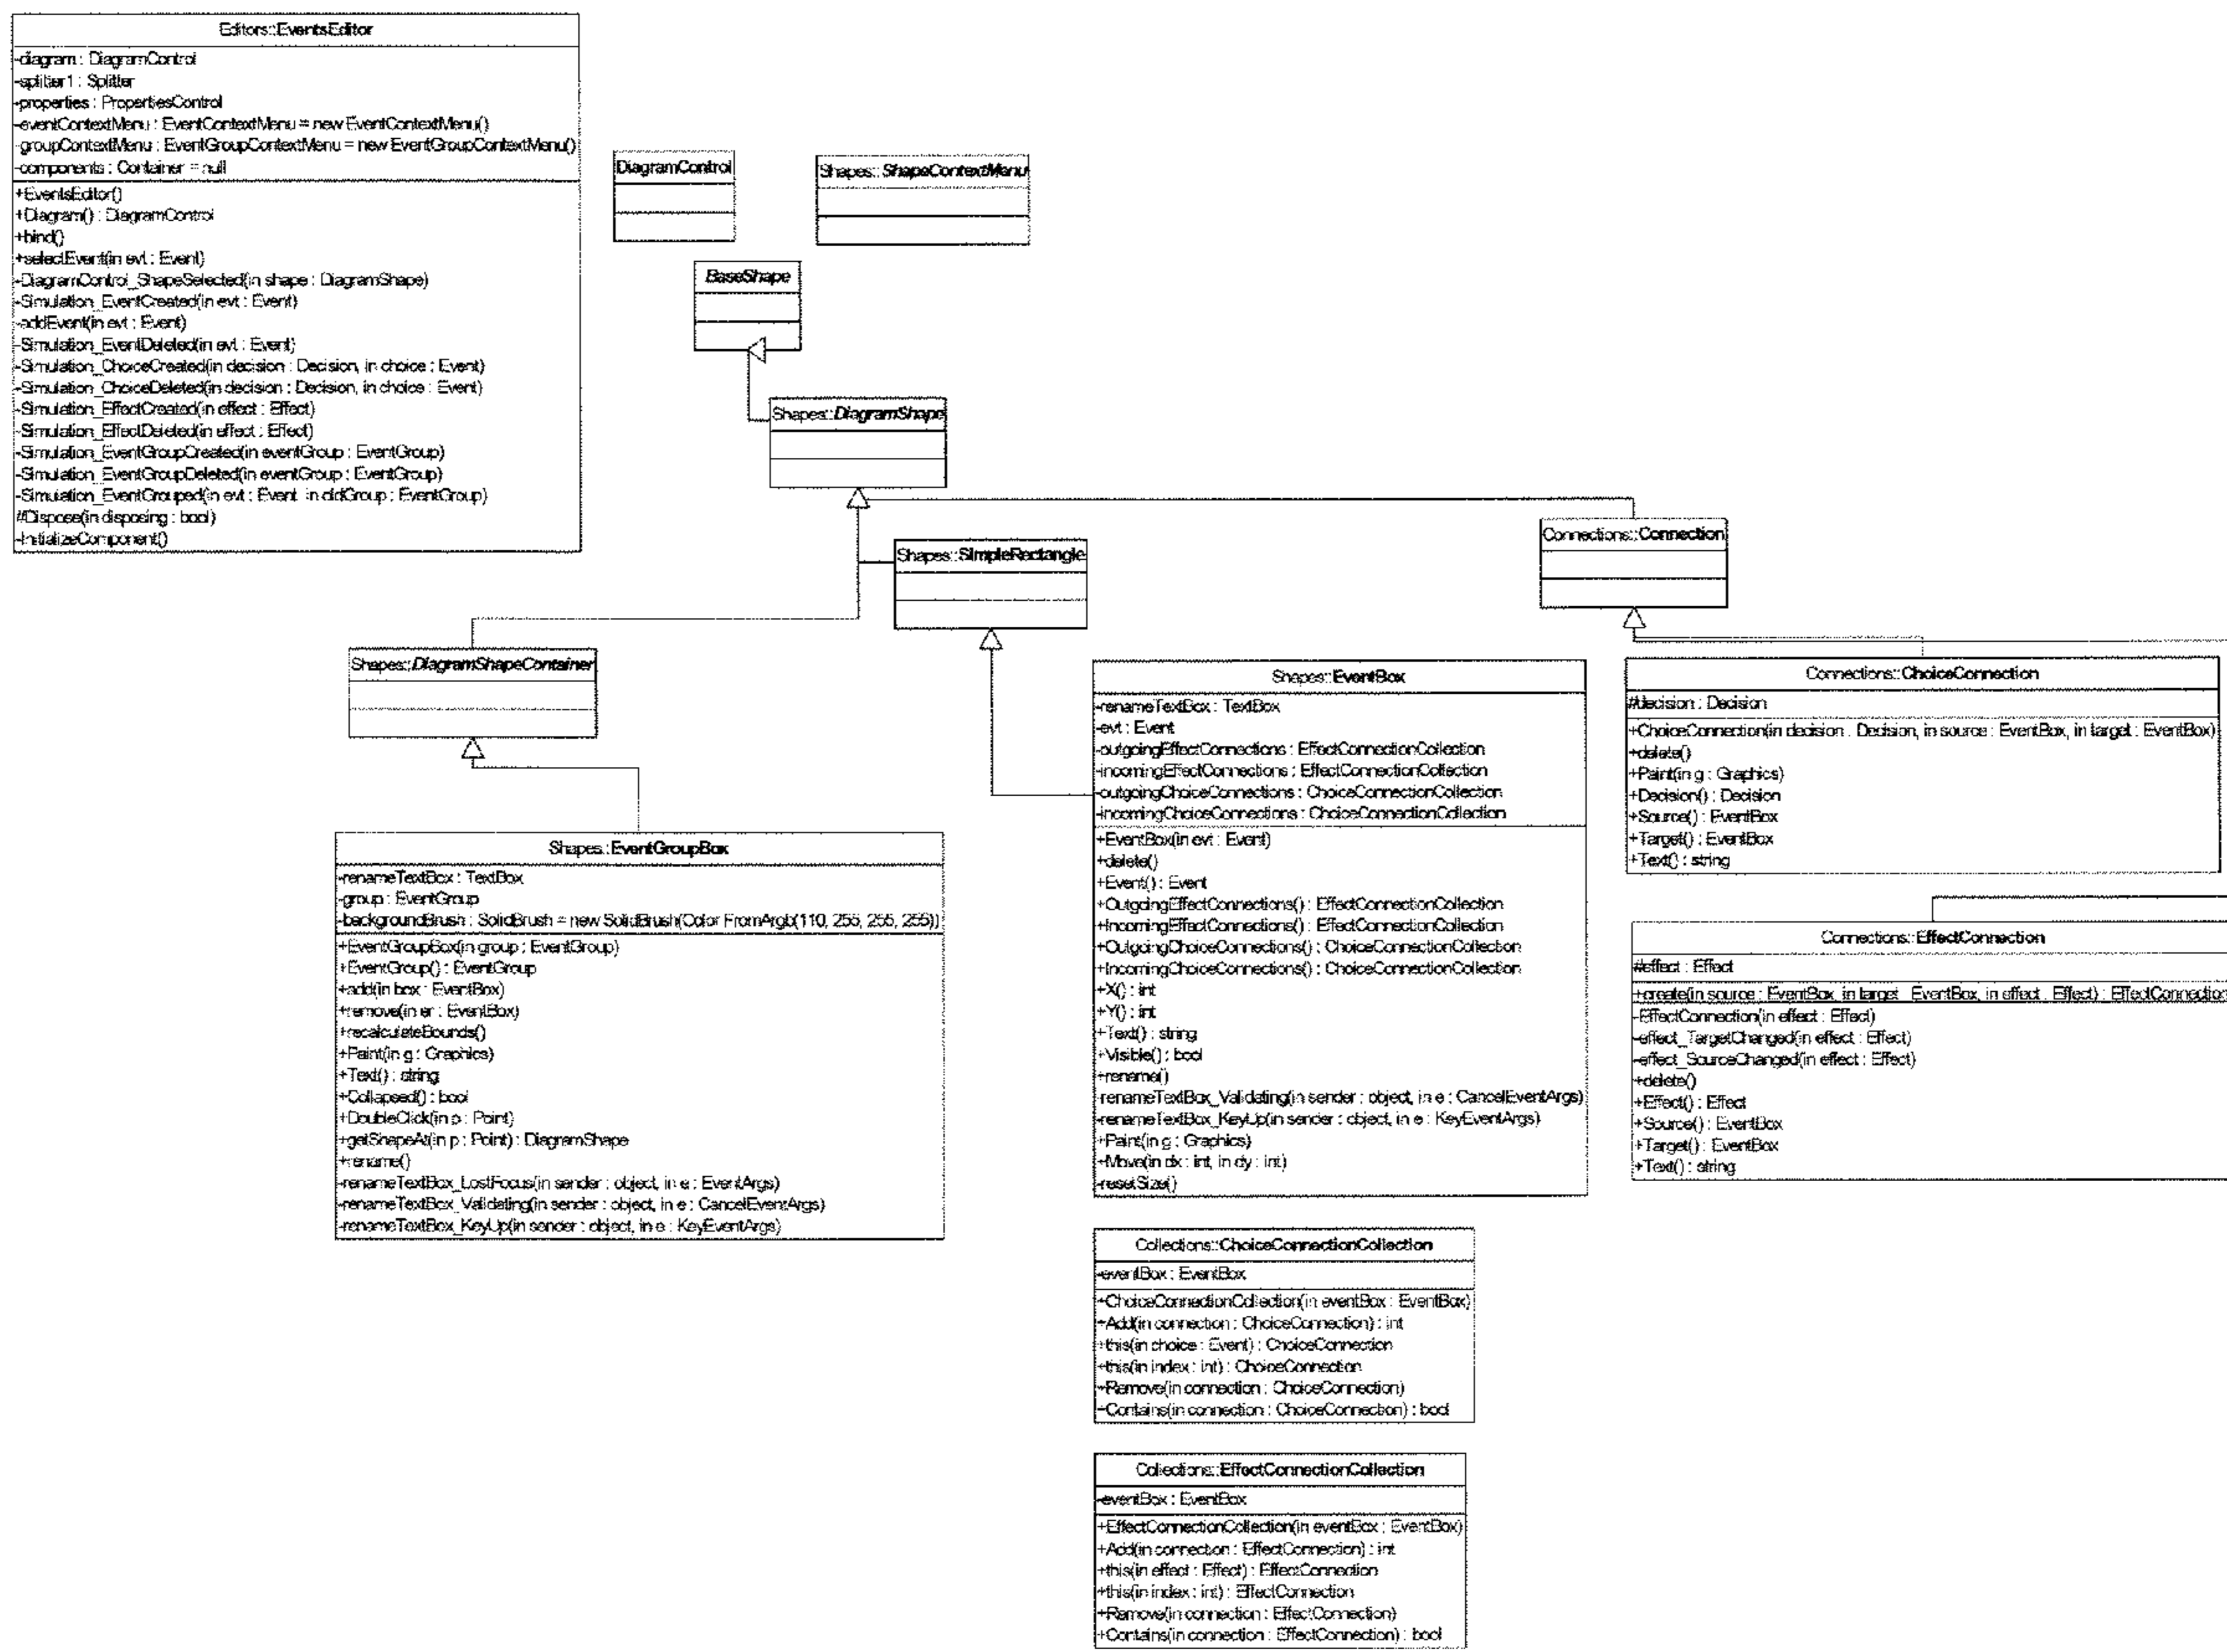 Editors::EventsEditor
-diagram : DiagramControl
-splitter1 : Splitter
-properties : PropertiesControl
-eventContextMenu : EventContextMenu = new EventContextMenu()
-groupContextMenu : EventGroupContextMenu = new EventGroupContextMenu()
-components : Container = null
+EventsEditor()
+Diagram() : DiagramControl
+bind()
+selectEvent(in evt : Event)
-DiagramControl_ShapeSelected(in shape : DiagramShape)
-Simulation_EventCreated(in evt : Event)
-addEvent(in evt : Event)
-Simulation_EventDeleted(in evt : Event)
-Simulation_ChoiceCreated(in decision : Decision, in choice : Event)
-Simulation_ChoiceDeleted(in decision : Decision, in choice : Event)
-Simulation_EffectCreated(in effect : Effect)
-Simulation_EffectDeleted(in effect : Effect)
-Simulation_EventGroupCreated(in eventGroup : EventGroup)
-Simulation_EventGroupDeleted(in eventGroup : EventGroup)
-Simulation_EventGrouped(in evt : Event, in oldGroup : EventGroup)
#Dispose(in disposing : bool)
-InitializeComponent()
DiagramControl
Shapes::ShapeContextMenu
BaseShape
Shapes::DiagramShape
Shapes::SimpleRectangle
Connections::Connection
Shapes::DiagramShapeContainer
Shapes::EventGroupBox
-renameTextBox : TextBox
-group : EventGroup
-backgroundBrush : SolidBrush = new SolidBrush(Color.FromArgb(110, 255, 255, 255))
+EventGroupBox(in group : EventGroup)
+EventGroup() : EventGroup
+add(in box : EventBox)
+remove(in er : EventBox)
+recalculateBounds()
+Paint(in g : Graphics)
+Text() : string
+Collapsed() : bool
+DoubleClick(in p : Point)
+getShapeAt(in p : Point) : DiagramShape
+rename()
-renameTextBox_LostFocus(in sender : object, in e : EventArgs)
-renameTextBox_Validating(in sender : object, in e : CancelEventArgs)
-renameTextBox_KeyUp(in sender : object, in e : KeyEventArgs)
Shapes::EventBox
-renameTextBox : TextBox
-evt : Event
-outgoingEffectConnections : EffectConnectionCollection
-incomingEffectConnections : EffectConnectionCollection
-outgoingChoiceConnections : ChoiceConnectionCollection
-incomingChoiceConnections : ChoiceConnectionCollection
+EventBox(in evt : Event)
+delete()
+Event() : Event
+OutgoingEffectConnections() : EffectConnectionCollection
+IncomingEffectConnections() : EffectConnectionCollection
+OutgoingChoiceConnections() : ChoiceConnectionCollection
+IncomingChoiceConnections() : ChoiceConnectionCollection
+X() : int
+Y() : int
+Text() : string
+Visible() : bool
+rename()
-renameTextBox_Validating(in sender : object, in e : CancelEventArgs)
-renameTextBox_KeyUp(in sender : object, in e : KeyEventArgs)
+Paint(in g : Graphics)
+Move(in dx : int, in dy : int)
-resetSize()
Connections::ChoiceConnection
#decision : Decision
+ChoiceConnection(in decision : Decision, in source : EventBox, in target : EventBox)
+delete()
+Paint(in g : Graphics)
+Decision() : Decision
+Source() : EventBox
+Target() : EventBox
+Text() : string
Connections::EffectConnection
#effect : Effect
+create(in source : EventBox, in target : EventBox, in effect : Effect) : EffectConnection
-EffectConnection(in effect : Effect)
-effect_TargetChanged(in effect : Effect)
-effect_SourceChanged(in effect : Effect)
+delete()
+Effect() : Effect
+Source() : EventBox
+Target() : EventBox
+Text() : string
Collections::ChoiceConnectionCollection
-eventBox : EventBox
+ChoiceConnectionCollection(in eventBox : EventBox)
+Add(in connection : ChoiceConnection) : int
+this(in choice : Event) : ChoiceConnection
+this(in index : int) : ChoiceConnection
+Remove(in connection : ChoiceConnection)
+Contains(in connection : ChoiceConnection) : bool
Collections::EffectConnectionCollection
-eventBox : EventBox
+EffectConnectionCollection(in eventBox : EventBox)
+Add(in connection : EffectConnection) : int
+this(in effect : Effect) : EffectConnection
+this(in index : int) : EffectConnection
+Remove(in connection : EffectConnection)
+Contains(in connection : EffectConnection) : bool